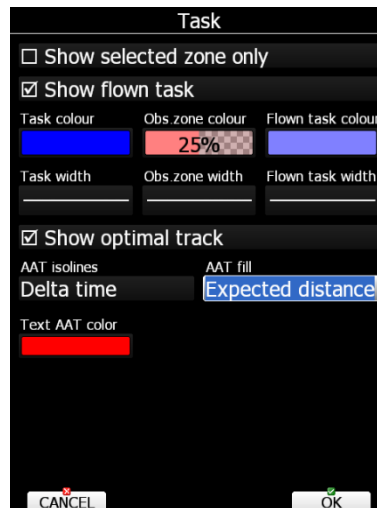 Task
Show selected zone only
Show flown task
Task colour Obs.zone colour Flown task colour
25%
Task width Obs.zone width Flown task width
Show optimal track
AAT isolines AAT fill
Delta time Expected distance
Text AAT color
CANCEL OK